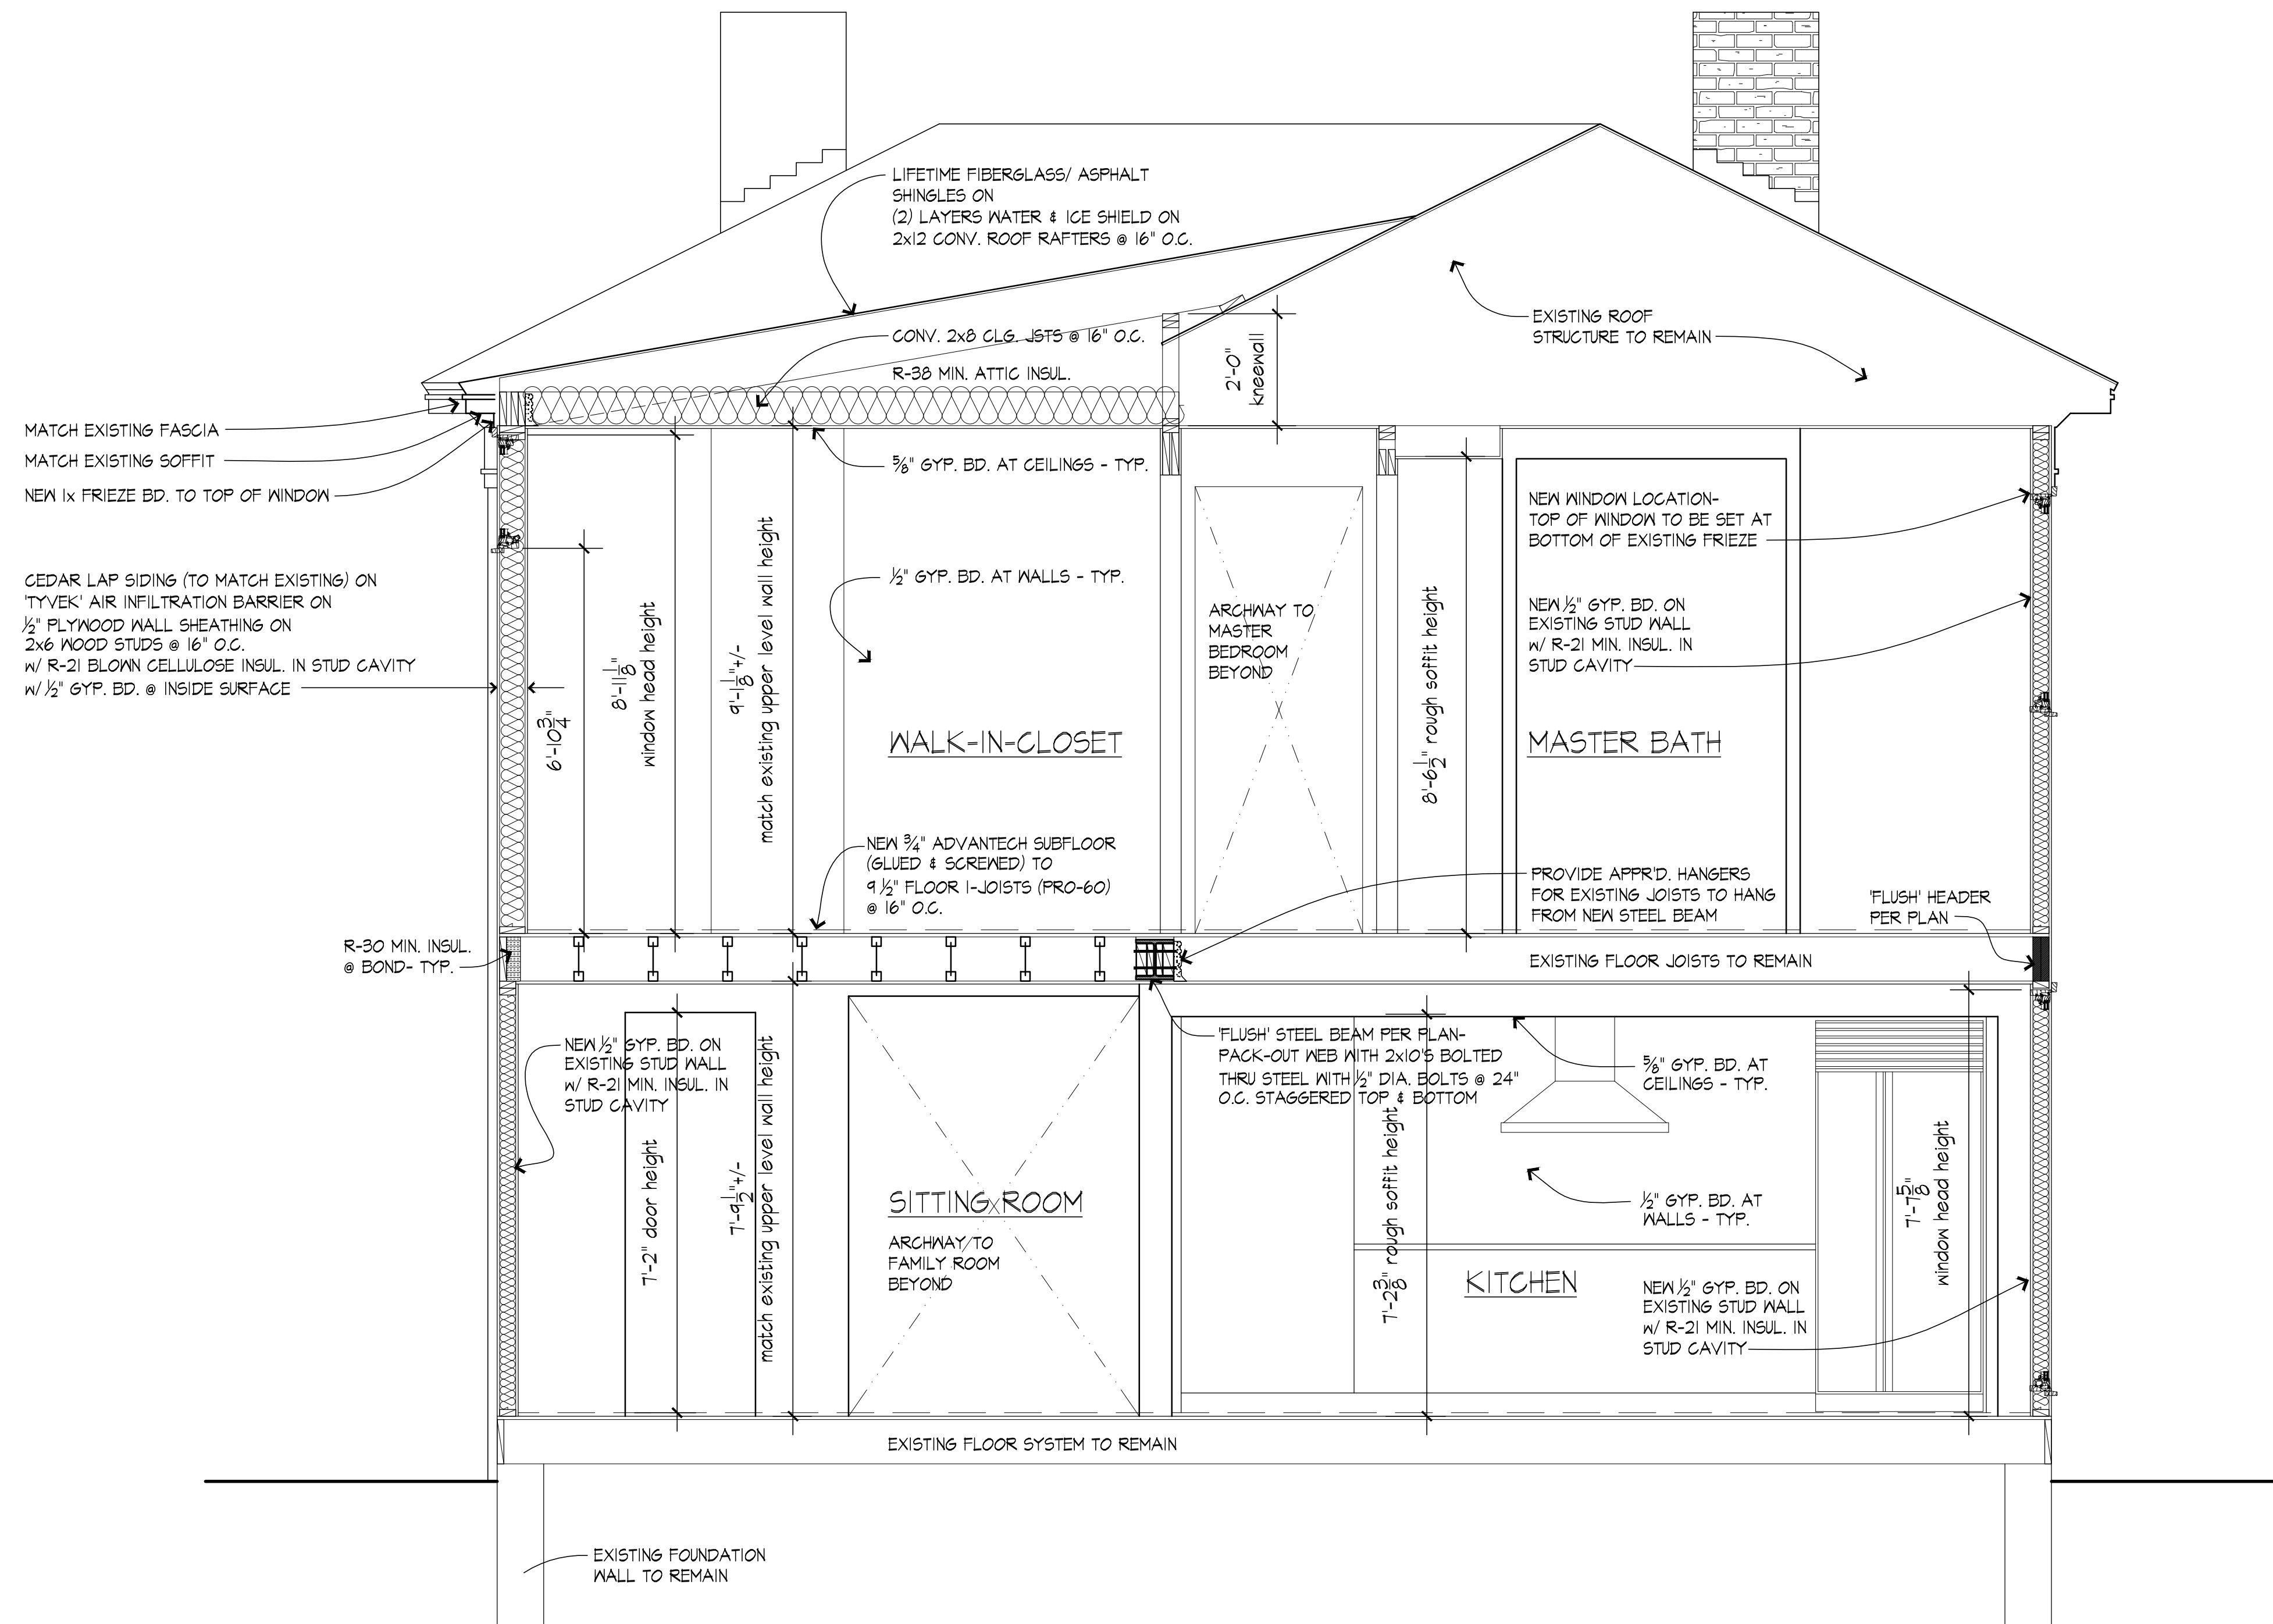 LIFETIME FIBERGLASS/ ASPHALT
SHINGLES ON
(2) LAYERS WATER & ICE SHIELD ON
2x12 CONV. ROOF RAFTERS @ 16" O.C.
CONV. 2x8 CLG. JSTS @ 16" O.C.
R-38 MIN. ATTIC INSUL.
2'-0"
kneewall
EXISTING ROOF
STRUCTURE TO REMAIN
MATCH EXISTING FASCIA
MATCH EXISTING SOFFIT
NEW 1x FRIEZE BD. TO TOP OF WINDOW
5/8" GYP. BD. AT CEILINGS - TYP.
CEDAR LAP SIDING (TO MATCH EXISTING) ON
'TYVEK' AIR INFILTRATION BARRIER ON
1/2" PLYWOOD WALL SHEATHING ON
2x6 WOOD STUDS @ 16" O.C.
w/ R-21 BLOWN CELLULOSE INSUL. IN STUD CAVITY
w/ 1/2" GYP. BD. @ INSIDE SURFACE
6'-10 3/4"
8'-11 1/8"
window head height
9'-1 1/8"+/-
match existing upper level wall height
1/2" GYP. BD. AT WALLS - TYP.
WALK-IN-CLOSET
ARCHWAY TO
MASTER
BEDROOM
BEYOND
8'-6 1/2" rough soffit height
NEW WINDOW LOCATION-
TOP OF WINDOW TO BE SET AT
BOTTOM OF EXISTING FRIEZE
NEW 1/2" GYP. BD. ON
EXISTING STUD WALL
w/ R-21 MIN. INSUL. IN
STUD CAVITY
MASTER BATH
NEW 3/4" ADVANTECH SUBFLOOR
(GLUED & SCREWED) TO
9 1/2" FLOOR I-JOISTS (PRO-60)
@ 16" O.C.
PROVIDE APPR'D. HANGERS
FOR EXISTING JOISTS TO HANG
FROM NEW STEEL BEAM
'FLUSH' HEADER
PER PLAN
R-30 MIN. INSUL.
@ BOND- TYP.
EXISTING FLOOR JOISTS TO REMAIN
NEW 1/2" GYP. BD. ON
EXISTING STUD WALL
w/ R-21 MIN. INSUL. IN
STUD CAVITY
7'-2" door height
7'-9 1/2"+/-
match existing upper level wall height
SITTING ROOM
ARCHWAY TO
FAMILY ROOM
BEYOND
'FLUSH' STEEL BEAM PER PLAN-
PACK-OUT WEB WITH 2x10'S BOLTED
THRU STEEL WITH 1/2" DIA. BOLTS @ 24"
O.C. STAGGERED TOP & BOTTOM
7'-2 3/8" rough soffit height
5/8" GYP. BD. AT
CEILINGS - TYP.
1/2" GYP. BD. AT
WALLS - TYP.
KITCHEN
NEW 1/2" GYP. BD. ON
EXISTING STUD WALL
w/ R-21 MIN. INSUL. IN
STUD CAVITY
7'-7 5/8"
window head height
EXISTING FLOOR SYSTEM TO REMAIN
EXISTING FOUNDATION
WALL TO REMAIN